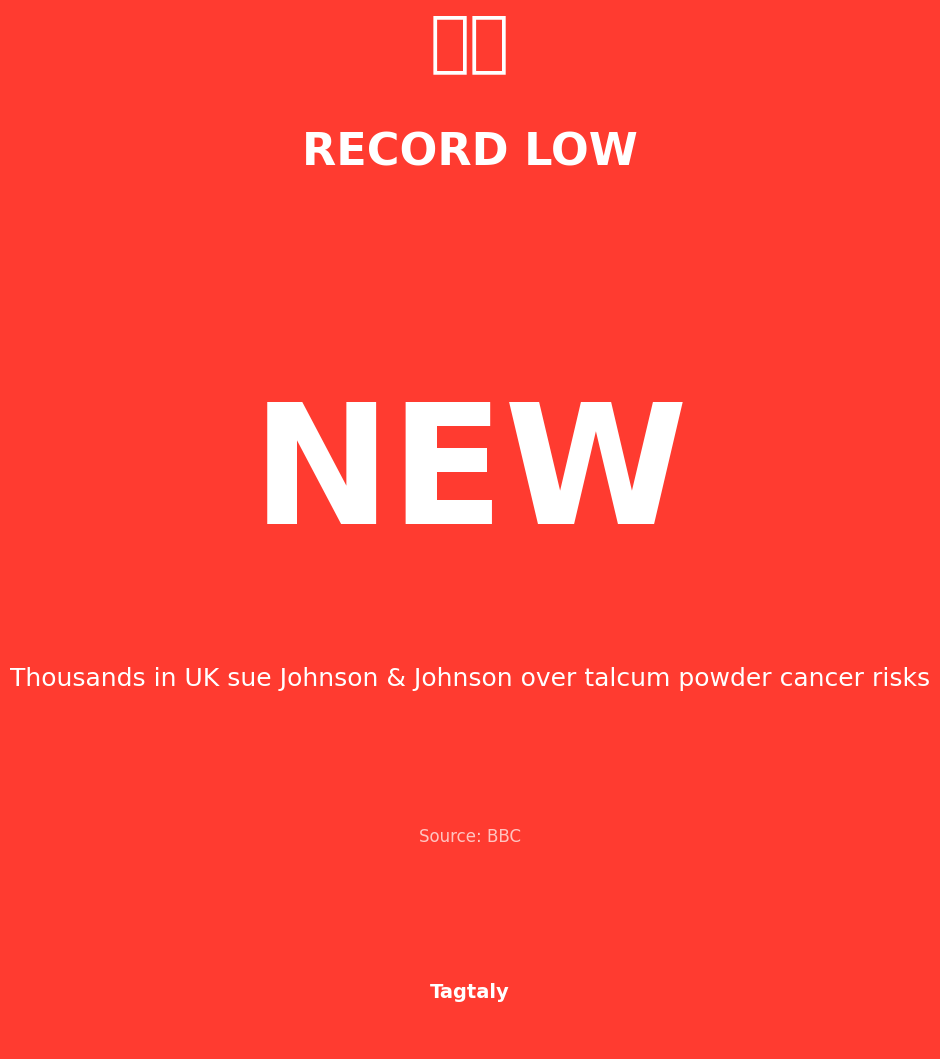 RECORD LOW
NEW
Thousands in UK sue Johnson & Johnson over talcum powder cancer risks
Source: BBC
Tagtaly